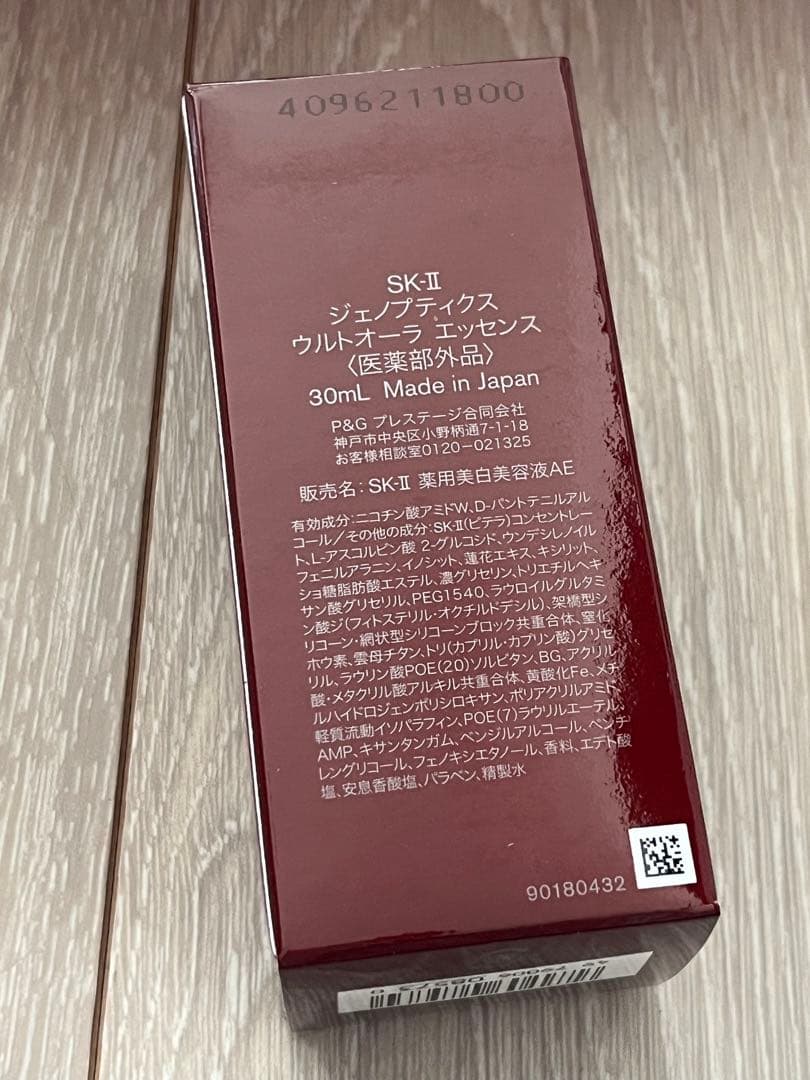 4096211800
SK-Ⅱ
ジェノプティクス
ウルトオーラ エッセンス
〈医薬部外品〉
30mL Made in Japan
P&G プレステージ合同会社
神戸市中央区小野柄通7-1-18
お客様相談室0120-021325
販売名：SK-Ⅱ 薬用美白美容液AE
有効成分：ニコチン酸アミドW、D-パントテニルアル
コール／その他の成分：SK-Ⅱ(ピテラ)コンセントレー
ト、L-アスコルビン酸 2-グルコシド、ウンデシレノイル
フェニルアラニン、イノシット、蓮花エキス、キシリット、
ショ糖脂肪酸エステル、濃グリセリン、トリエチルヘキ
サン酸グリセリル、PEG1540、ラウロイルグルタミ
ン酸ジ(フィトステリル・オクチルドデシル)、架橋型シ
リコーン・網状型シリコーンブロック共重合体、窒化
ホウ素、雲母チタン、トリ(カプリル・カプリン酸)グリセ
リル、ラウリン酸POE(20)ソルビタン、BG、アクリル
酸・メタクリル酸アルキル共重合体、黄酸化Fe、メチ
ルハイドロジェンポリシロキサン、ポリアクリルアミド、
軽質流動イソパラフィン、POE(7)ラウリルエーテル、
AMP、キサンタンガム、ベンジルアルコール、ペンチ
レングリコール、フェノキシエタノール、香料、エデト酸
塩、安息香酸塩、パラベン、精製水
90180432